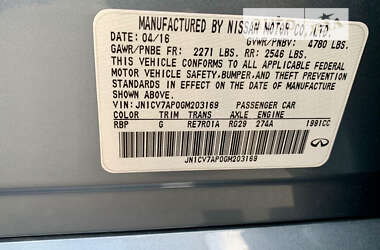 MANUFACTURED BY NISSAN MOTOR CO.,LTD.
DATE: 04/16 GVWR/PNBV: 4780 LBS.
GAWR/PNBE FR: 2271 LBS. RR: 2546 LBS.
THIS VEHICLE CONFORMS TO ALL APPLICABLE FEDERAL
MOTOR VEHICLE SAFETY, BUMPER, AND THEFT PREVENTION
STANDARDS IN EFFECT ON THE DATE OF MANUFACTURE
SHOWN ABOVE.
VIN: JN1CV7AP0GM203169 PASSENGER CAR
COLOR TRIM TRANS AXLE ENGINE
RBP G RE7R01A RG29 274A 1991CC
JN1CV7AP0GM203169